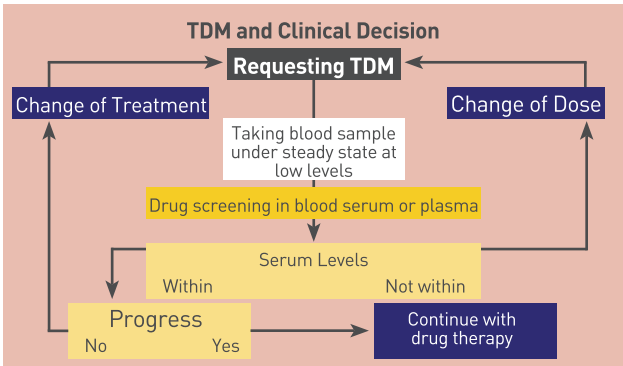 TDM and Clinical Decision
Requesting TDM
Change of Treatment
Change of Dose
Taking blood sample
under steady state at
low levels
Drug screening in blood serum or plasma
Serum Levels
Within
Not within
Progress
No
Yes
Continue with
drug therapy